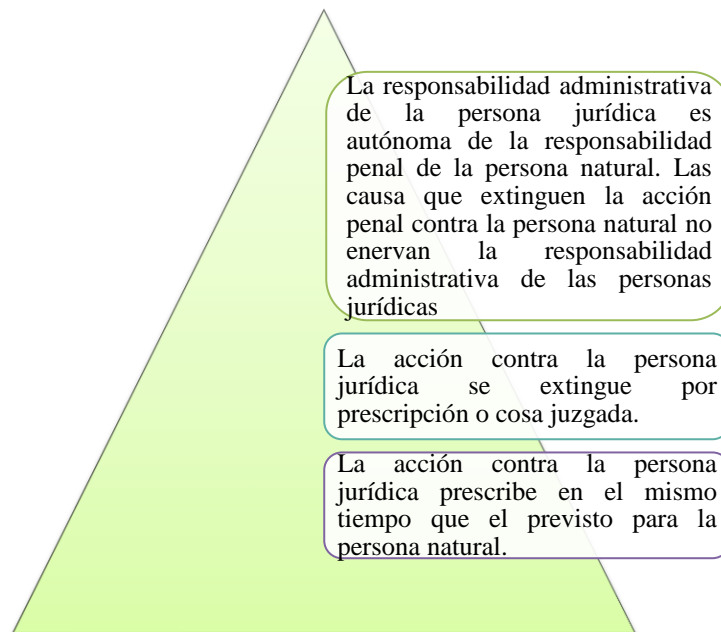 La responsabilidad administrativa
de la persona jurídica es
autónoma de la responsabilidad
penal de la persona natural. Las
causa que extinguen la acción
penal contra la persona natural no
enervan la responsabilidad
administrativa de las personas
jurídicas
La acción contra la persona
jurídica se extingue por
prescripción o cosa juzgada.
La acción contra la persona
jurídica prescribe en el mismo
tiempo que el previsto para la
persona natural.